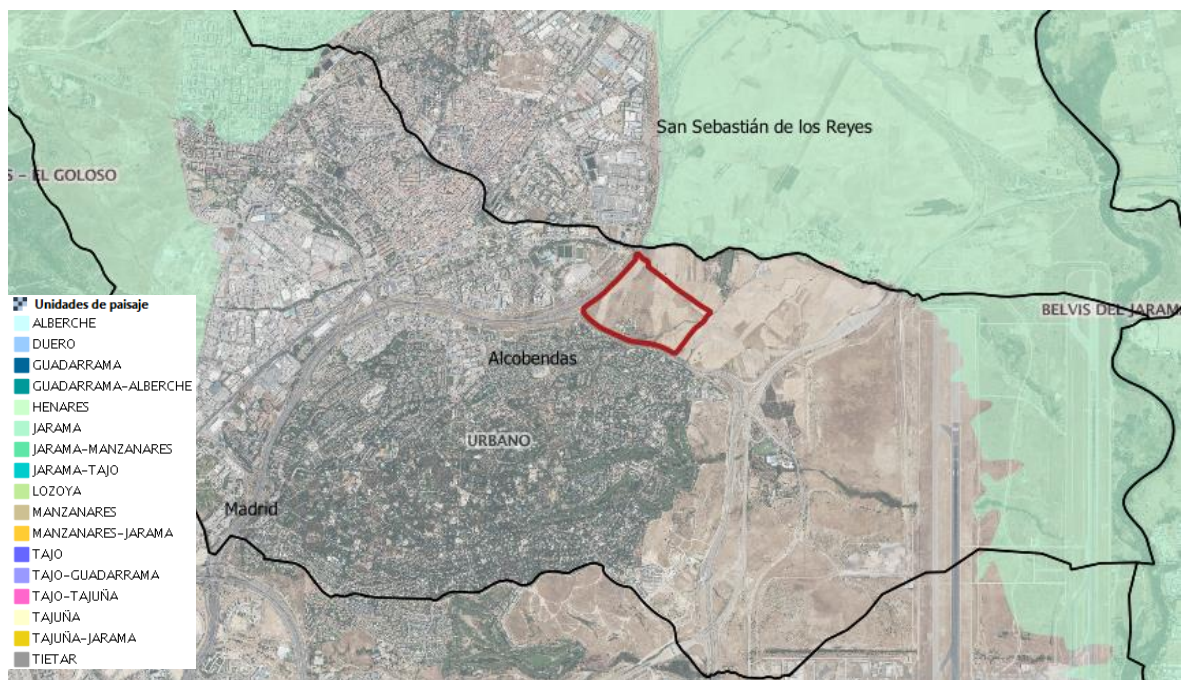 San Sebastián de los Reyes
S - EL GOLOSO
BELVIS DEL JARAMA
Unidades de paisaje
ALBERCHE
DUERO
GUADARRAMA
GUADARRAMA-ALBERCHE
HENARES
JARAMA
JARAMA-MANZANARES
JARAMA-TAJO
LOZOYA
MANZANARES
MANZANARES-JARAMA
TAJO
TAJO-GUADARRAMA
TAJO-TAJUÑA
TAJUÑA
TAJUÑA-JARAMA
TIETAR
Alcobendas
URBANO
Madrid